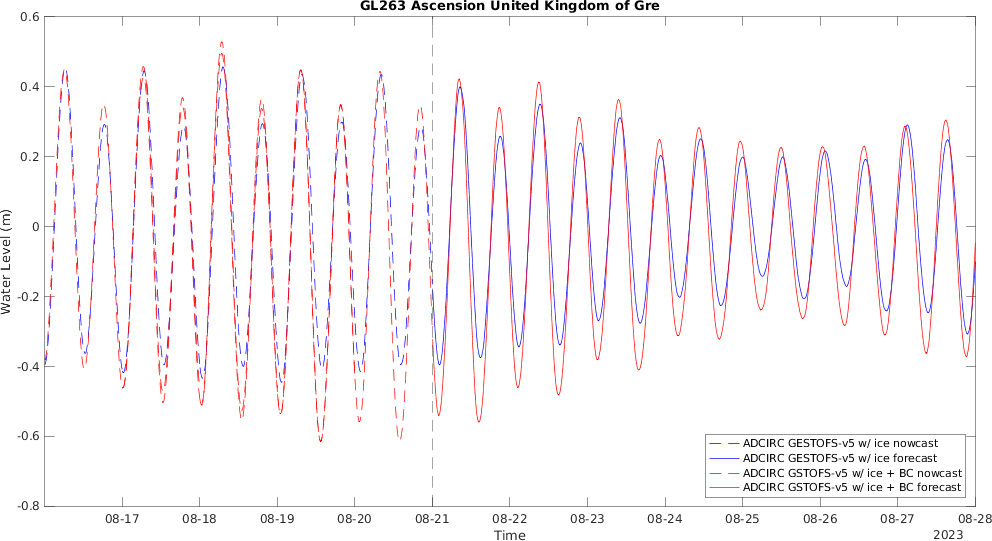 GL263 Ascension United Kingdom of Gre
0.6
0.4
0.2
0
-0.2
-0.4
-0.6
-0.8
Water Level (m)
ADCIRC GESTOFS-v5 w/ ice nowcast
ADCIRC GESTOFS-v5 w/ ice forecast
ADCIRC GSTOFS-v5 w/ ice + BC nowcast
ADCIRC GSTOFS-v5 w/ ice + BC forecast
08-17 08-18 08-19 08-20 08-21 08-22 08-23 08-24 08-25 08-26 08-27 08-28
Time
2023